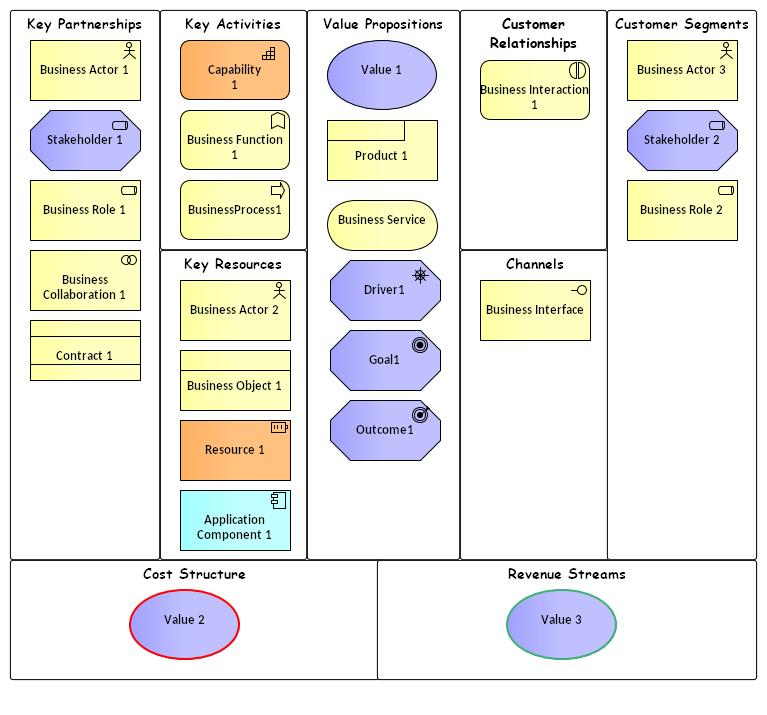 Key Partnerships
Business Actor 1
Stakeholder 1
Business Role 1
Business
Collaboration 1
Contract 1
Key Activities
Capability
1
Business Function
1
BusinessProcess1
Key Resources
Business Actor 2
Business Object 1
Resource 1
Application
Component 1
Value Propositions
Value 1
Product 1
Business Service
Driver1
Goal1
Outcome1
Customer
Relationships
Business Interaction
1
Channels
Business Interface
Customer Segments
Business Actor 3
Stakeholder 2
Business Role 2
Cost Structure
Value 2
Revenue Streams
Value 3